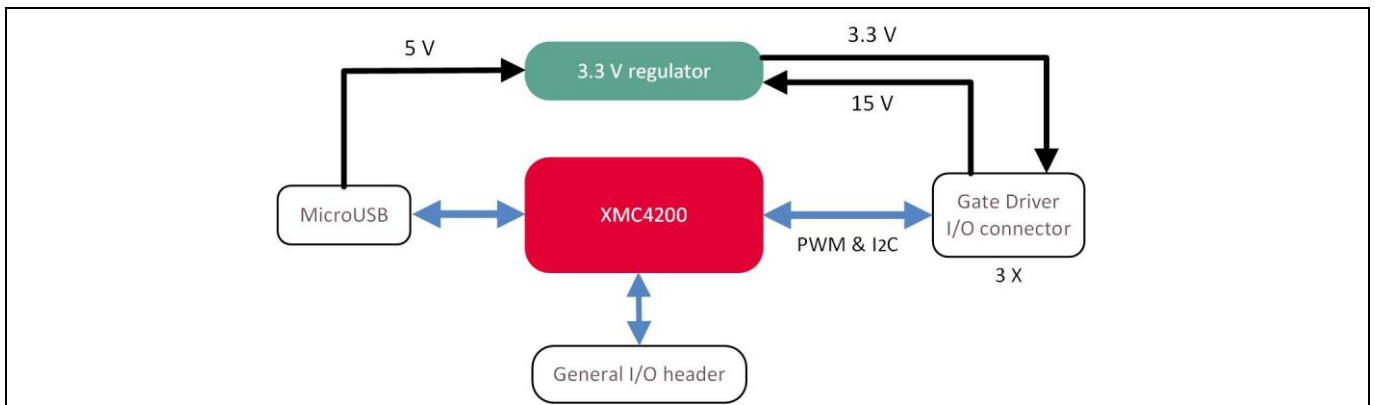 5 V
3.3 V
3.3 V regulator
15 V
MicroUSB
XMC4200
Gate Driver
I/O connector
PWM & I2C
3 X
General I/O header